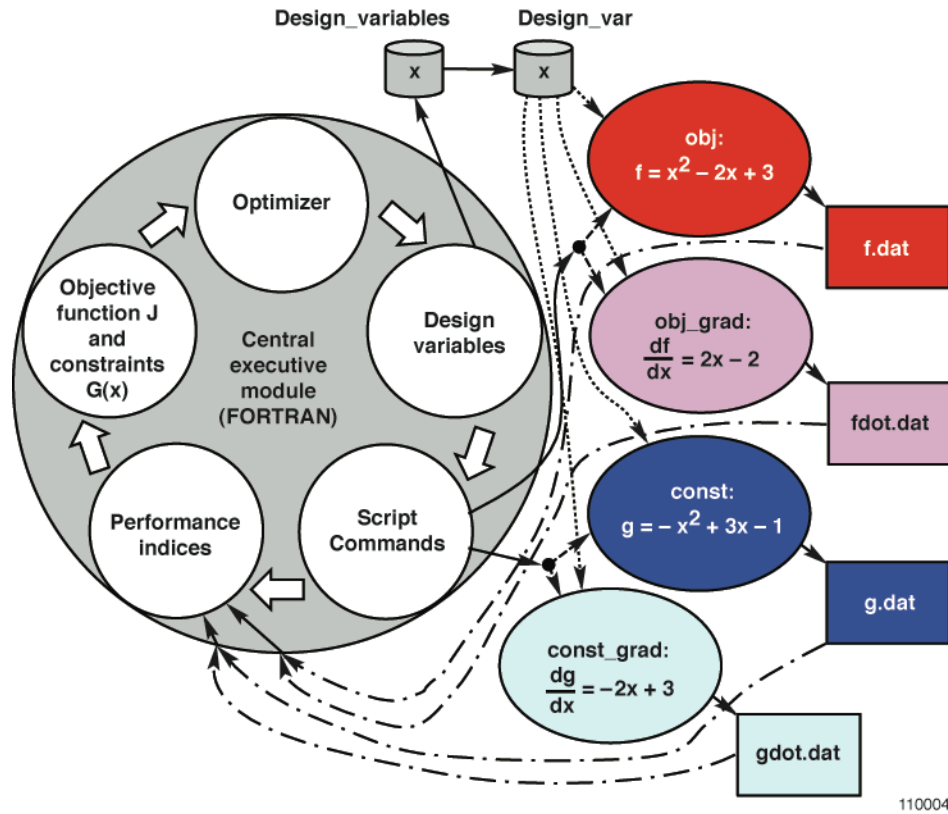 Design_variables
Design_var
x
x
obj:
f = x² − 2x + 3
f.dat
Optimizer
Objective
function J
and
constraints
G(x)
Design
variables
Central
executive
module
(FORTRAN)
obj_grad:
df
dx
= 2x − 2
fdot.dat
Performance
indices
Script
Commands
const:
g = − x² + 3x − 1
g.dat
const_grad:
dg
dx
= −2x + 3
gdot.dat
110004